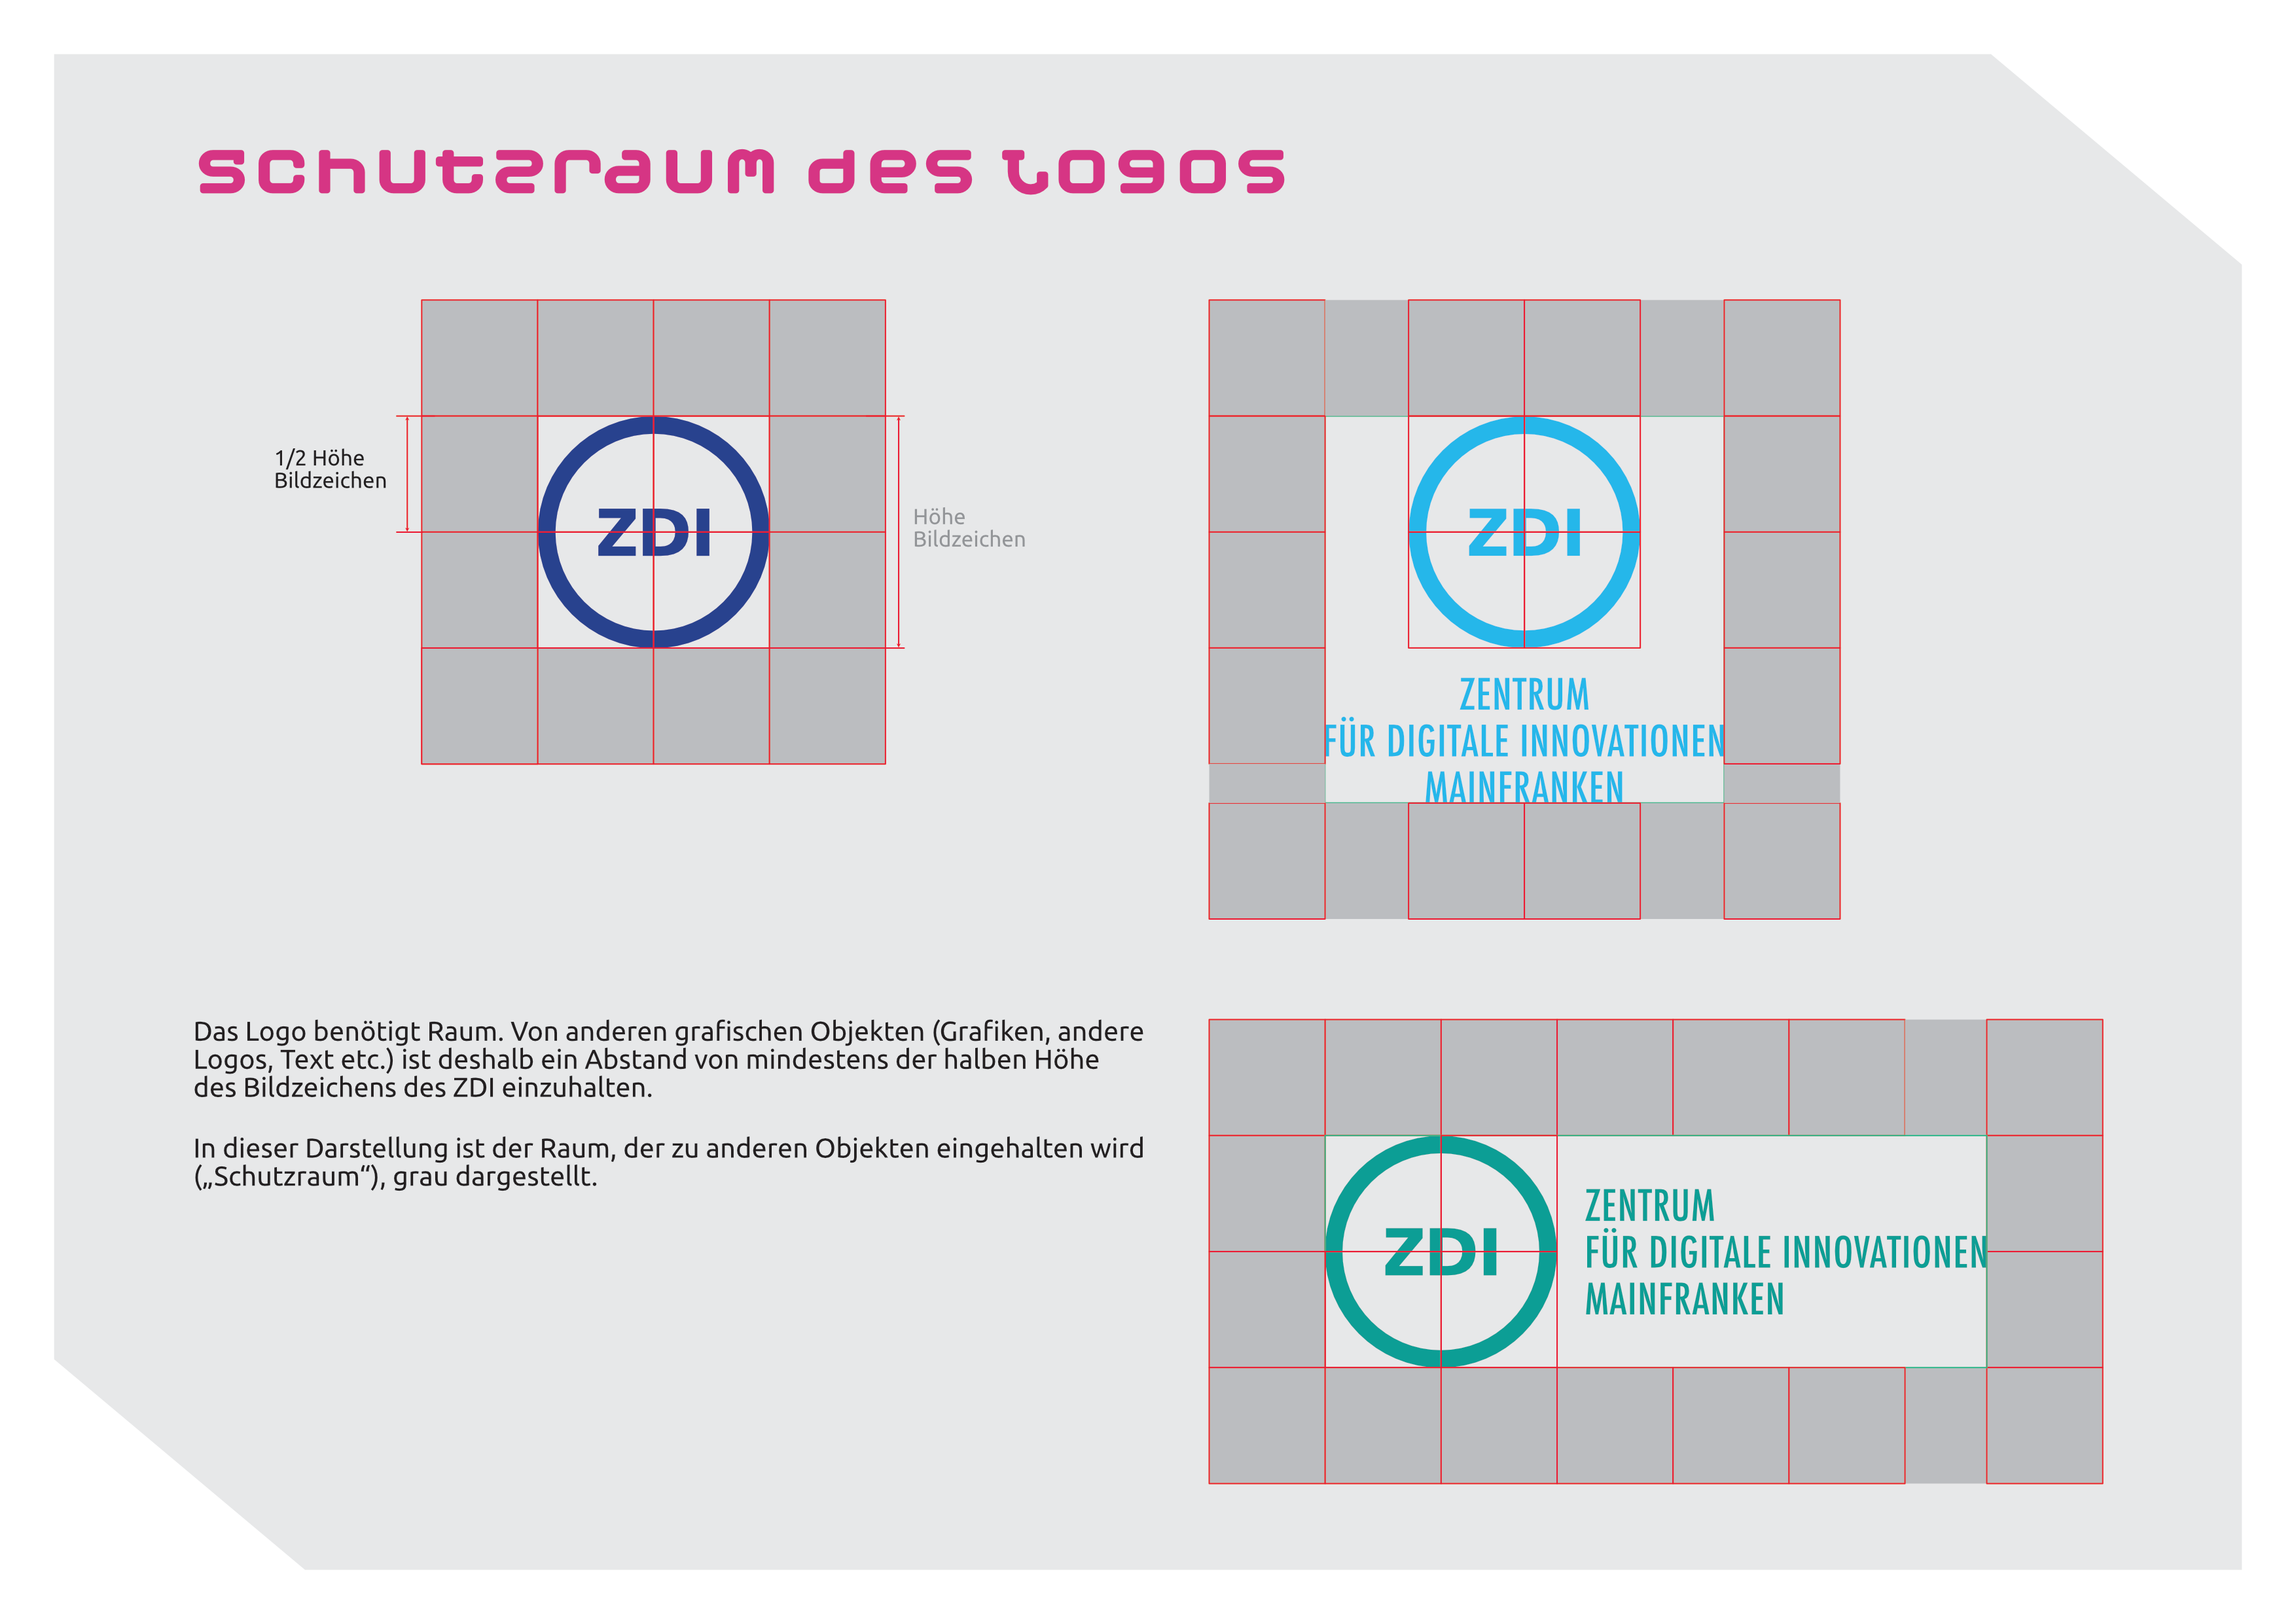 schutzraum des logos
1/2 Höhe
Bildzeichen
ZDI
Höhe
Bildzeichen
ZDI
ZENTRUM
FÜR DIGITALE INNOVATIONEN
MAINFRANKEN
Das Logo benötigt Raum. Von anderen grafischen Objekten (Grafiken, andere
Logos, Text etc.) ist deshalb ein Abstand von mindestens der halben Höhe
des Bildzeichens des ZDI einzuhalten.
In dieser Darstellung ist der Raum, der zu anderen Objekten eingehalten wird
(„Schutzraum“), grau dargestellt.
ZDI
ZENTRUM
FÜR DIGITALE INNOVATIONEN
MAINFRANKEN